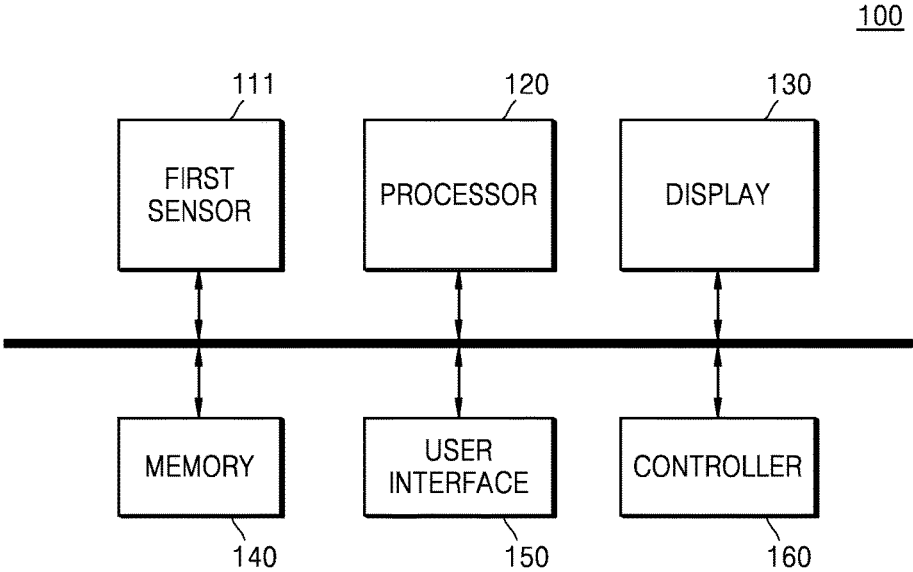 100
111
120
130
FIRST
SENSOR
PROCESSOR
DISPLAY
MEMORY
USER
INTERFACE
CONTROLLER
140
150
160